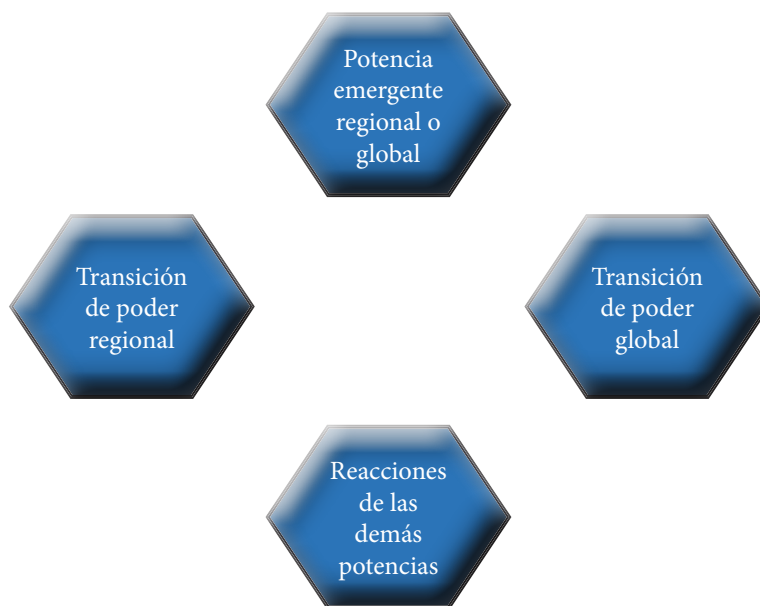 Potencia
emergente
regional o
global
Transición
de poder
regional
Transición
de poder
global
Reacciones
de las
demás
potencias